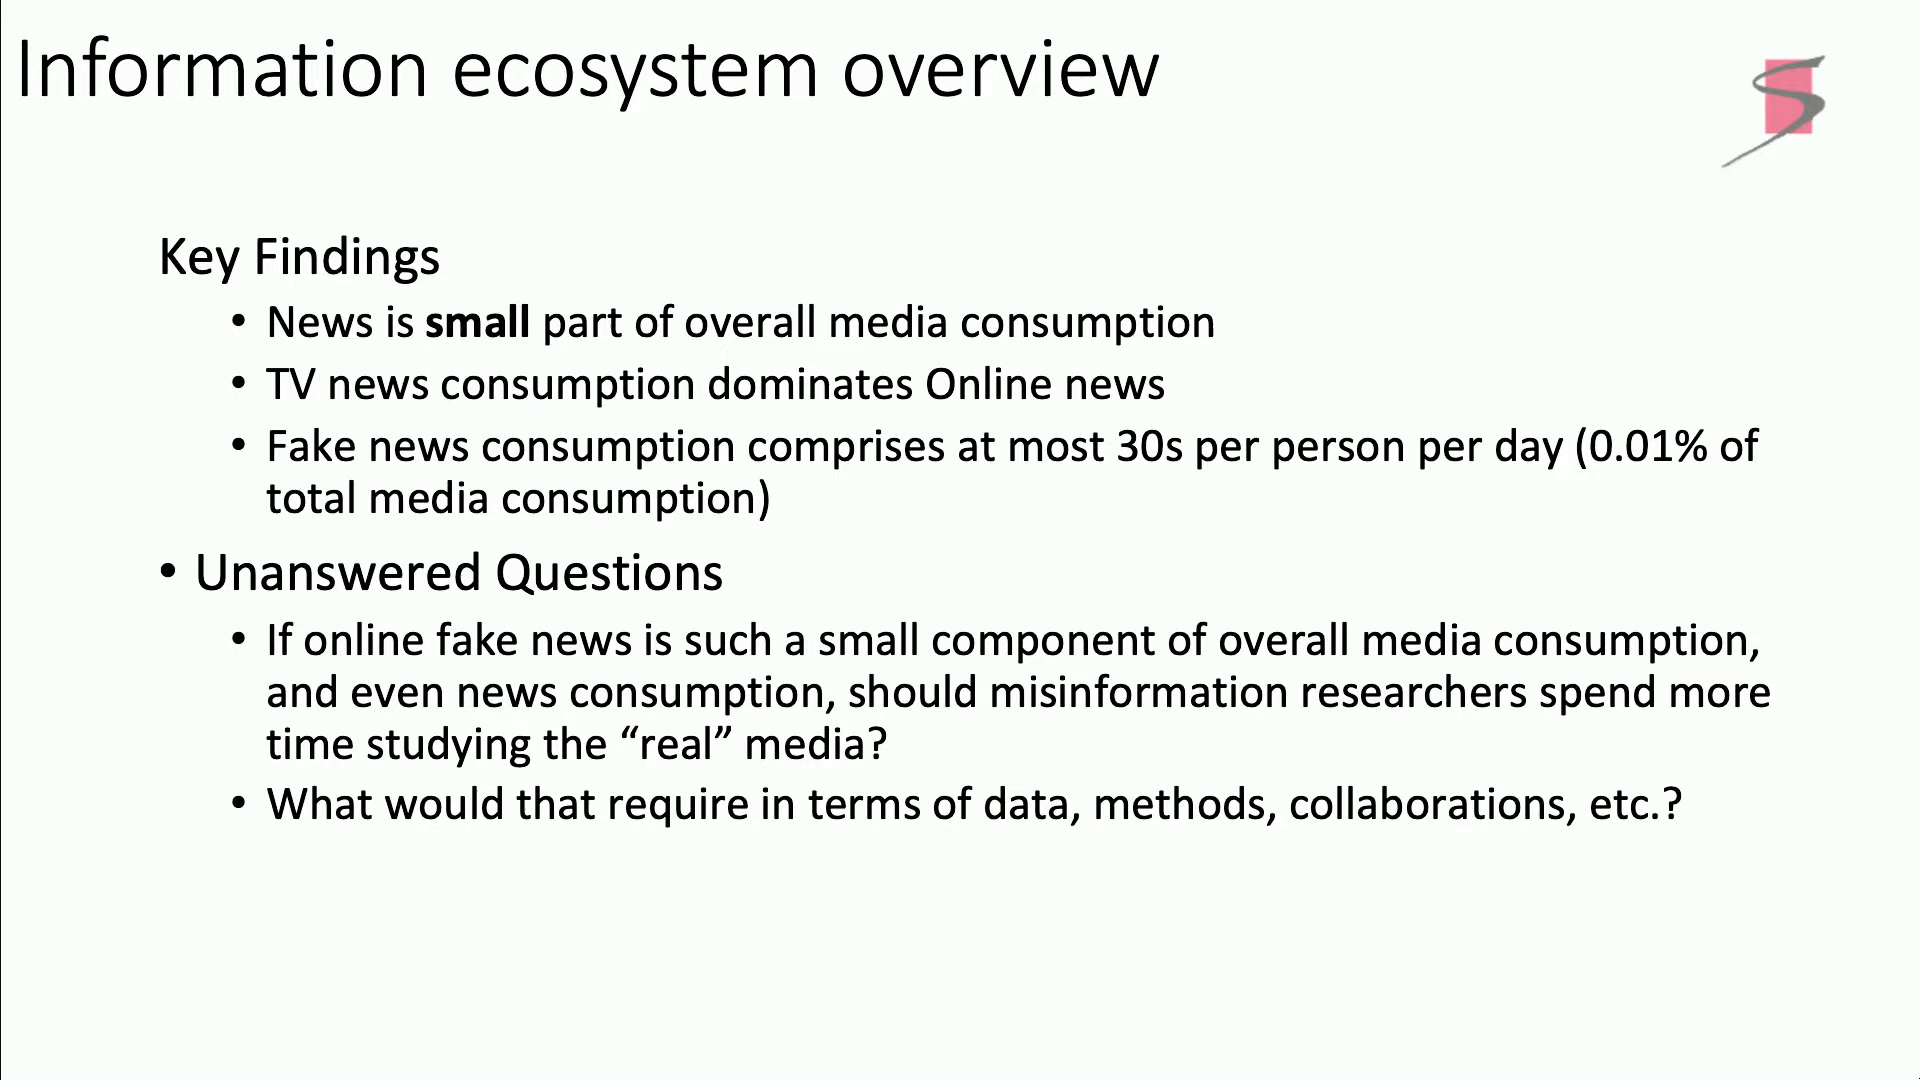 Information ecosystem overview
Key Findings
• News is small part of overall media consumption
• TV news consumption dominates Online news
• Fake news consumption comprises at most 30s per person per day (0.01% of
total media consumption)
• Unanswered Questions
• If online fake news is such a small component of overall media consumption,
and even news consumption, should misinformation researchers spend more
time studying the “real” media?
• What would that require in terms of data, methods, collaborations, etc.?